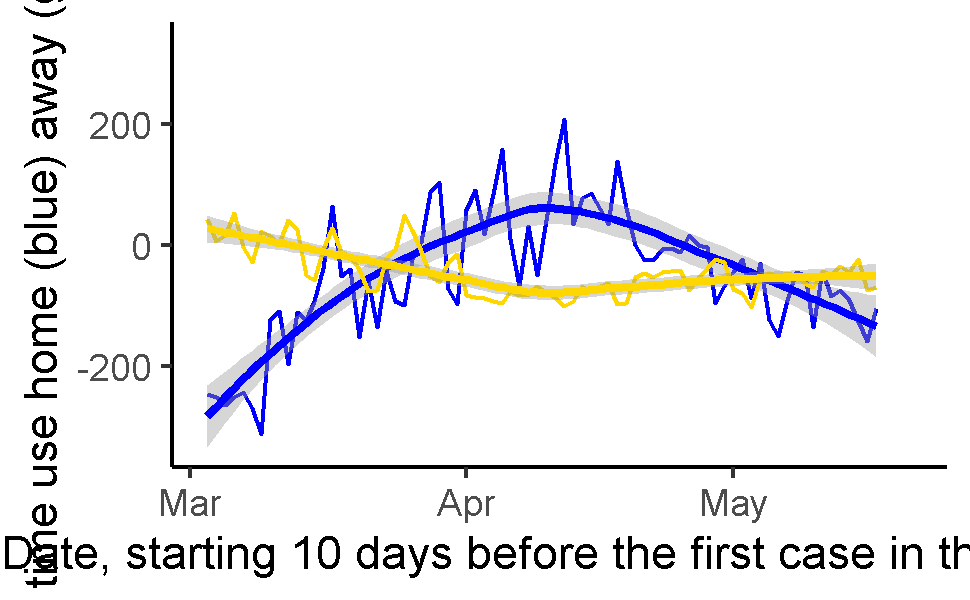 time use home (blue) away (
200
0
-200
Mar Apr May
Date, starting 10 days before the first case in th